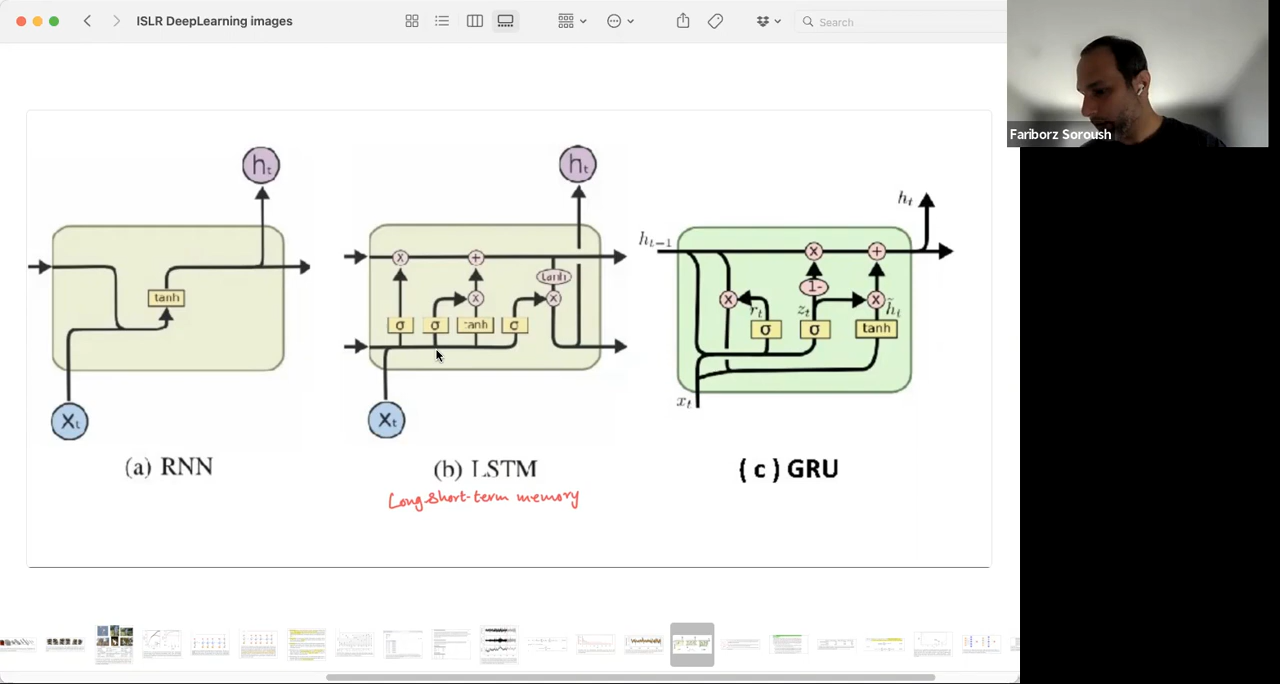 ISLR DeepLearning images
Search
Fariborz Soroush
hₜ
tanh
Xₜ
(a) RNN
hₜ
x
+
tanh
x
x
σ
σ
tanh
σ
Xₜ
(b) LSTM
Long short-term memory
hₜ
hₜ₋₁
x
+
1-
x
rₜ
zₜ
x
h̃ₜ
σ
σ
tanh
xₜ
(c) GRU